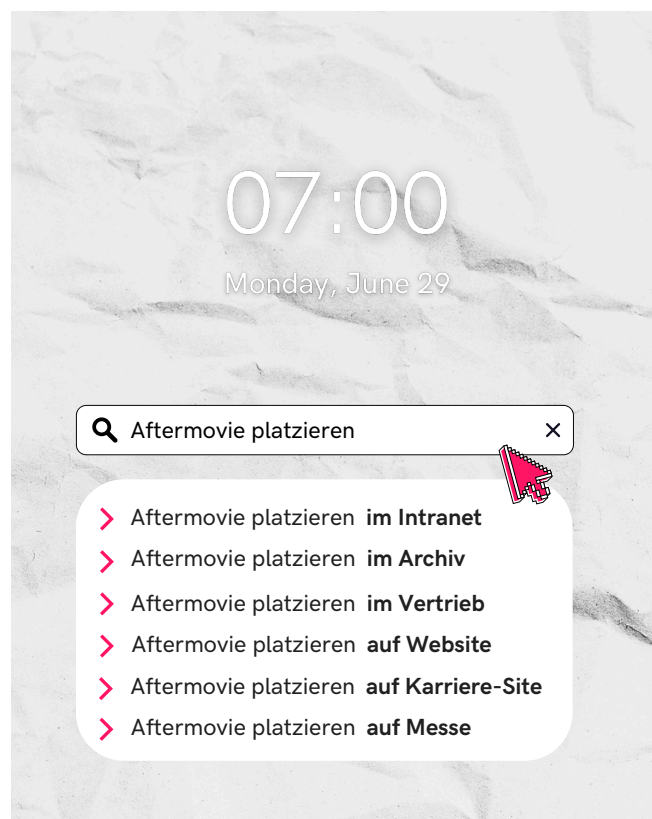 07:00
Monday, June 29
Aftermovie platzieren
Aftermovie platzieren im Intranet
Aftermovie platzieren im Archiv
Aftermovie platzieren im Vertrieb
Aftermovie platzieren auf Website
Aftermovie platzieren auf Karriere-Site
Aftermovie platzieren auf Messe